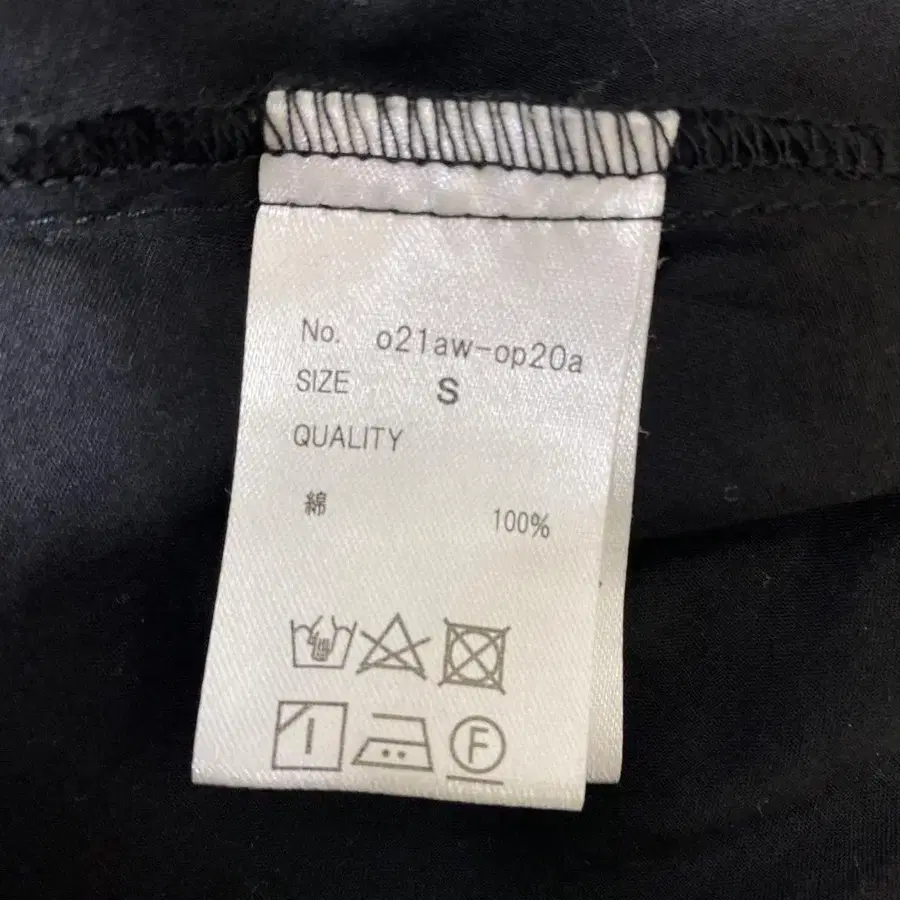 No. o21aw-op20a
SIZE S
QUALITY
綿 100%
F